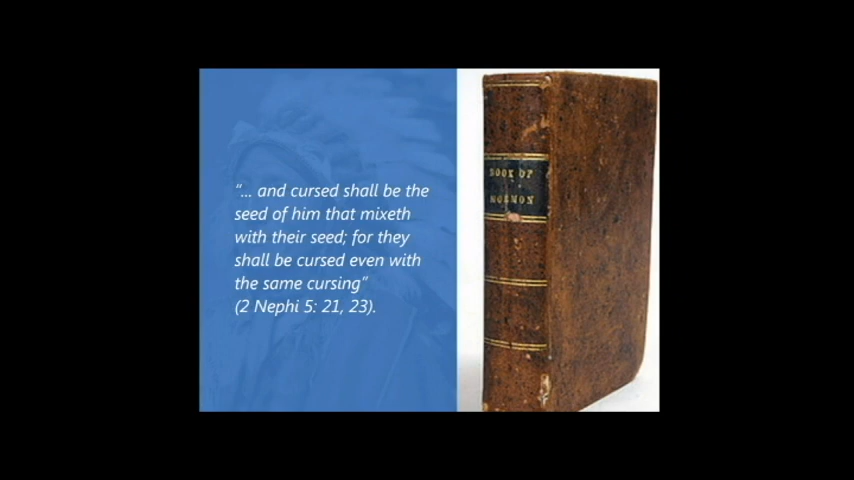 “... and cursed shall be the
seed of him that mixeth
with their seed; for they
shall be cursed even with
the same cursing”
(2 Nephi 5: 21, 23).
BOOK OF
MORMON